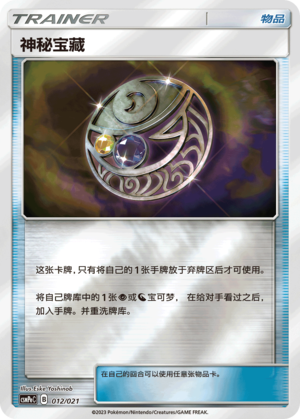 TRAINER 物品
神秘宝藏
这张卡牌,只有将自己的1张手牌放于弃牌区后才可使用。
将自己牌库中的1张或宝可梦, 在给对手看过之后,
加入手牌。并重洗牌库。
在自己的回合可以使用任意张物品卡。
Illus. Eske Yoshinob
CSMPbC B 012/021
©2023 Pokémon/Nintendo/Creatures/GAME FREAK.